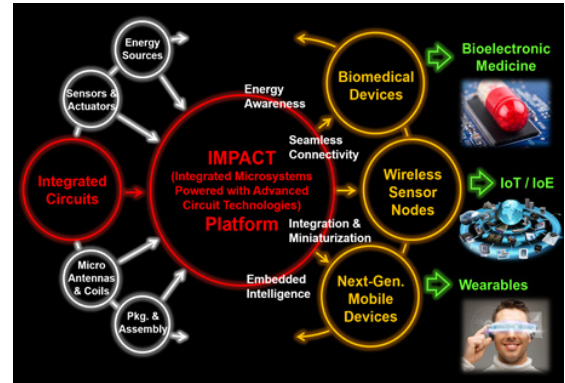 Energy
Sources
Sensors &
Actuators
Integrated
Circuits
Micro
Antennas
& Coils
Pkg. &
Assembly
IMPACT
(Integrated Microsystems
Powered with Advanced
Circuit Technologies)
Platform
Energy
Awareness
Seamless
Connectivity
Integration &
Miniaturization
Embedded
Intelligence
Biomedical
Devices
Wireless
Sensor
Nodes
Next-Gen.
Mobile
Devices
Bioelectronic
Medicine
IoT / IoE
Wearables